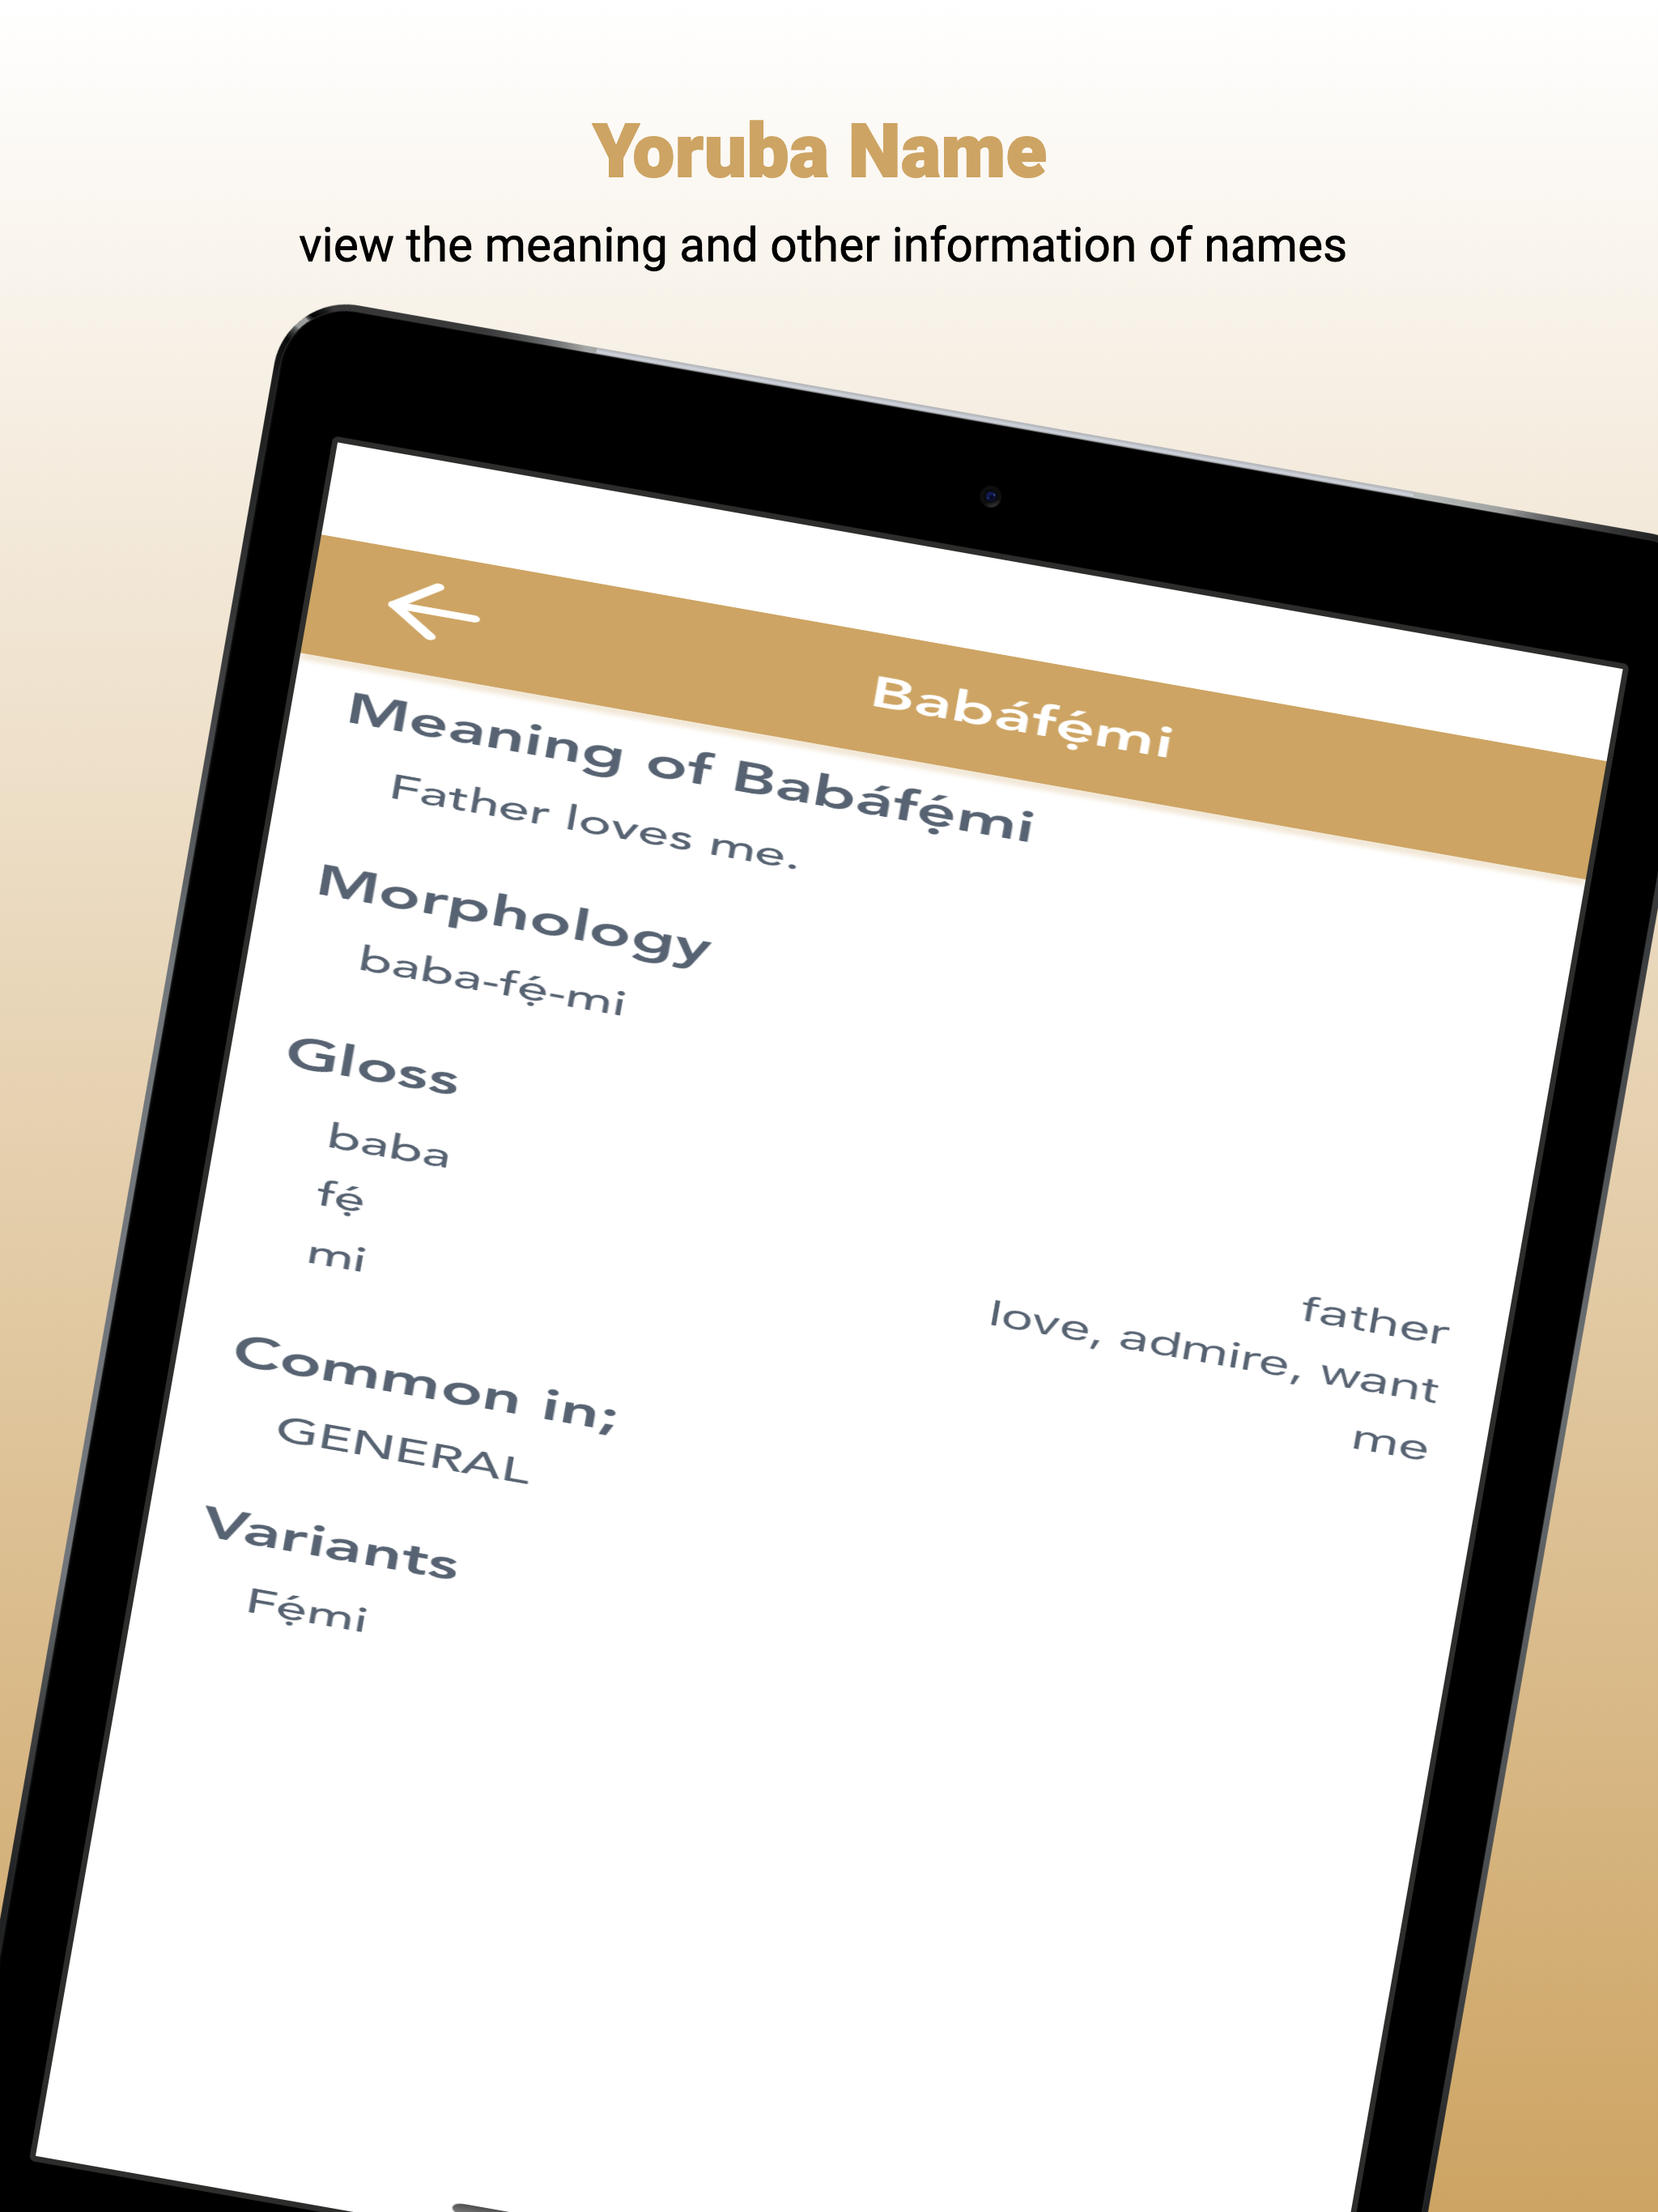 Yoruba Name
view the meaning and other information of names
Babáfẹ́mi
Meaning of Babáfẹ́mi
Father loves me.
Morphology
baba-fẹ́-mi
Gloss
baba father
fẹ́ love, admire, want
mi me
Common in;
GENERAL
Variants
Fẹ́mi